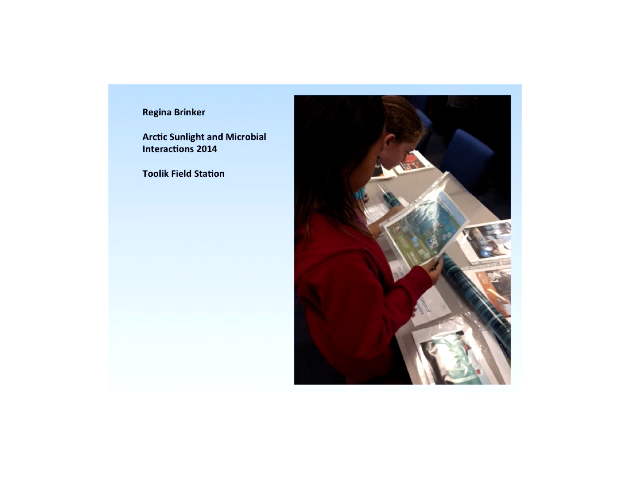 Regina Brinker
Arctic Sunlight and Microbial
Interactions 2014
Toolik Field Station